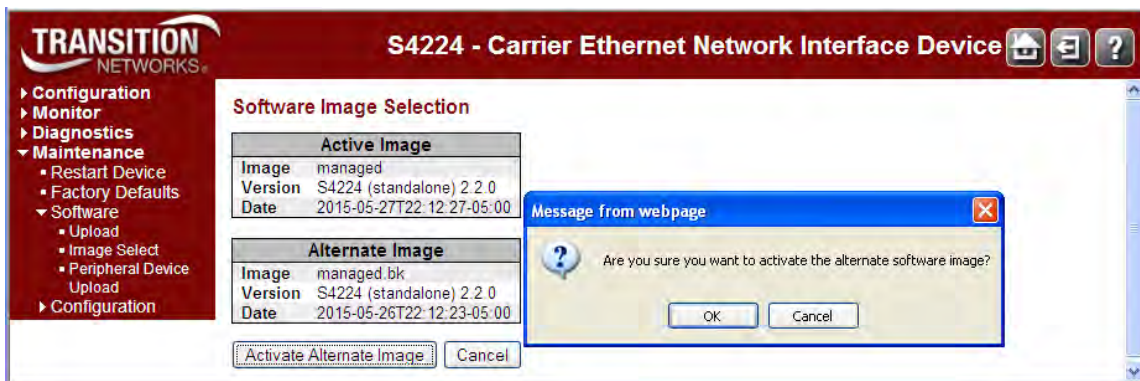 TRANSITION
NETWORKS®
S4224 - Carrier Ethernet Network Interface Device
?
Configuration
Monitor
Diagnostics
Maintenance
Restart Device
Factory Defaults
Software
Upload
Image Select
Peripheral Device
Upload
Configuration
Software Image Selection
Active Image
Image managed
Version S4224 (standalone) 2.2.0
Date 2015-05-27T22:12:27-05:00
Alternate Image
Image managed.bk
Version S4224 (standalone) 2.2.0
Date 2015-05-26T22:12:23-05:00
Activate Alternate Image Cancel
Message from webpage
? Are you sure you want to activate the alternate software image?
OK Cancel